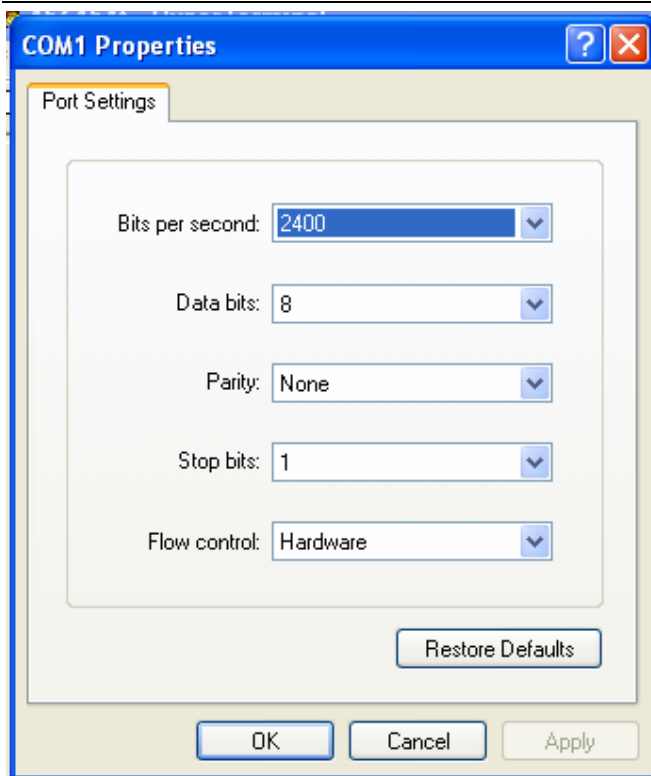 COM1 Properties
Port Settings
Bits per second: 2400
Data bits: 8
Parity: None
Stop bits: 1
Flow control: Hardware
Restore Defaults
OK Cancel Apply